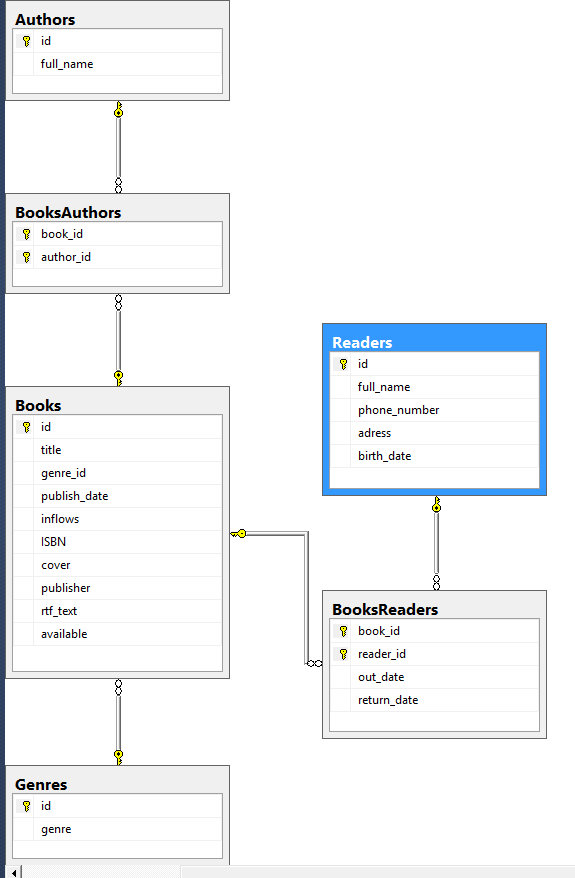 Authors
id
full_name
BooksAuthors
book_id
author_id
Books
id
title
genre_id
publish_date
inflows
ISBN
cover
publisher
rtf_text
available
Genres
id
genre
Readers
id
full_name
phone_number
adress
birth_date
BooksReaders
book_id
reader_id
out_date
return_date